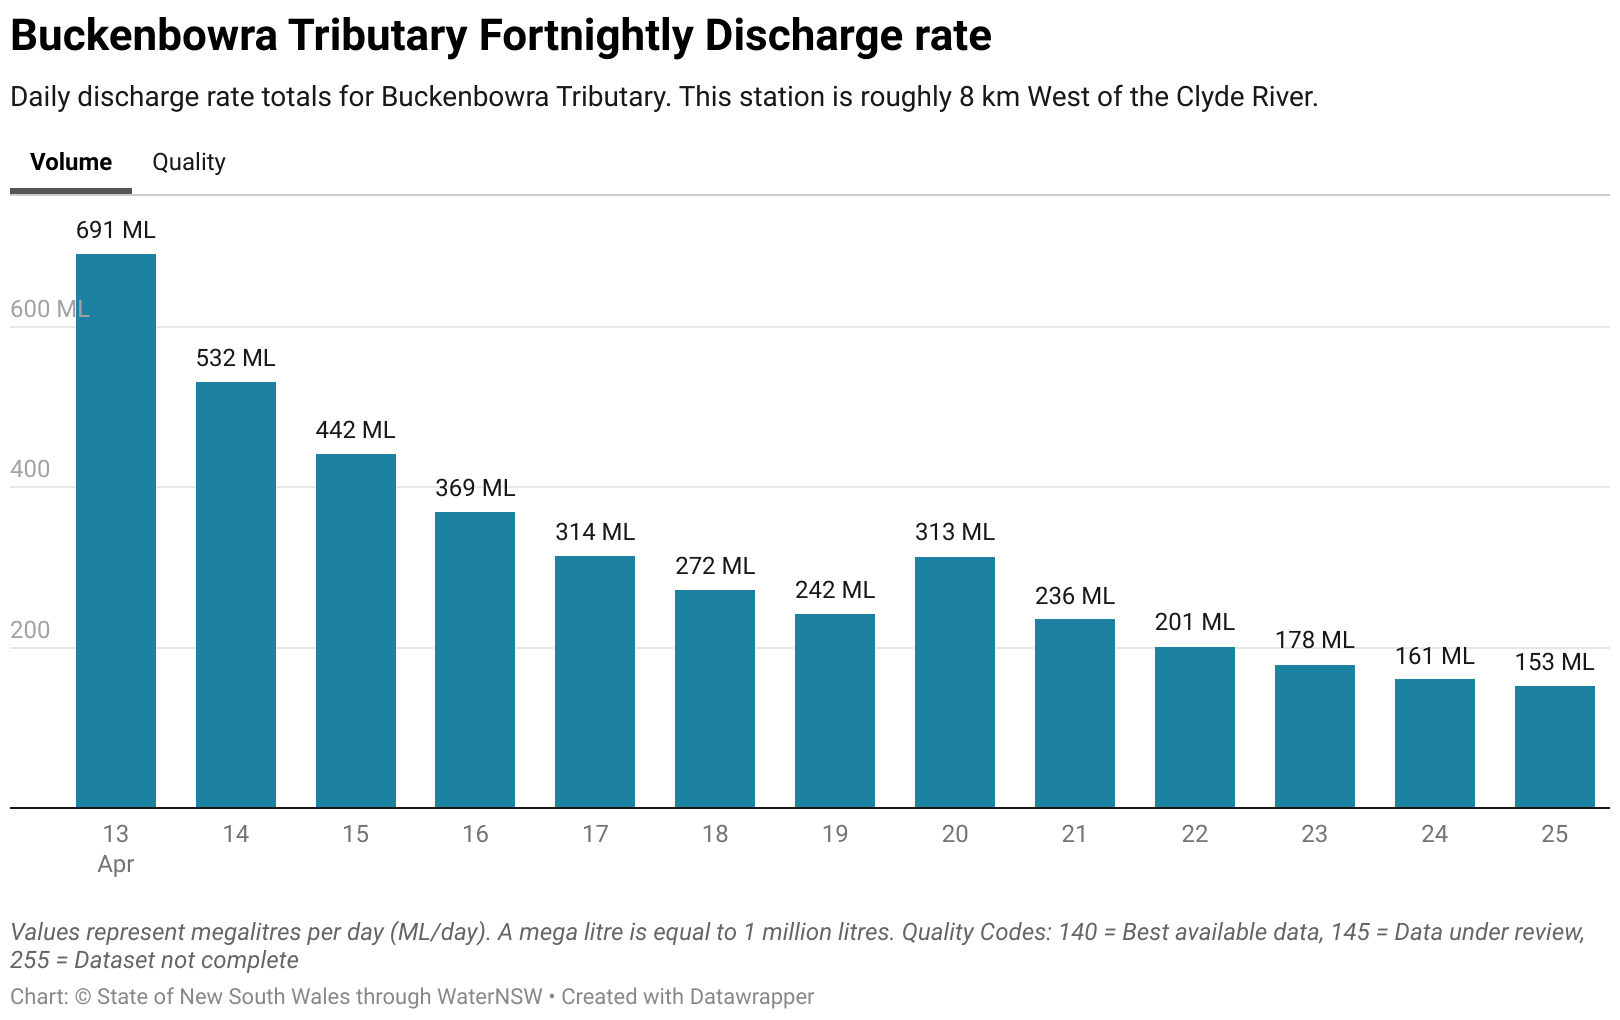 Buckenbowra Tributary Fortnightly Discharge rate
Daily discharge rate totals for Buckenbowra Tributary. This station is roughly 8 km West of the Clyde River.
Volume Quality
691 ML
600 ML
532 ML
442 ML
400
369 ML
314 ML
313 ML
272 ML
242 ML
236 ML
201 ML
200
178 ML
161 ML
153 ML
13 14 15 16 17 18 19 20 21 22 23 24 25
Apr
Values represent megalitres per day (ML/day). A mega litre is equal to 1 million litres. Quality Codes: 140 = Best available data, 145 = Data under review,
255 = Dataset not complete
Chart: © State of New South Wales through WaterNSW • Created with Datawrapper